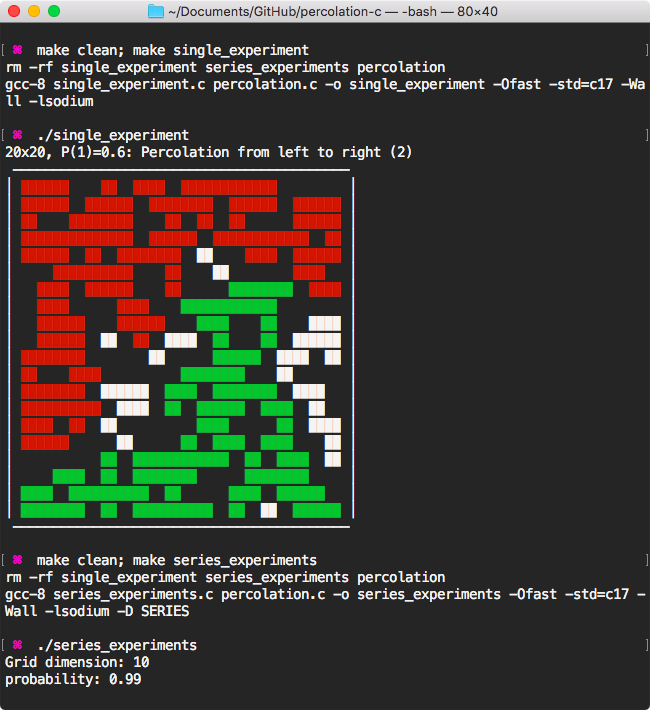 ~/Documents/GitHub/percolation-c — -bash — 80×40
[ ⌘ make clean; make single_experiment ]
rm -rf single_experiment series_experiments percolation
gcc-8 single_experiment.c percolation.c -o single_experiment -Ofast -std=c17 -Wa
ll -lsodium
[ ⌘ ./single_experiment ]
20x20, P(1)=0.6: Percolation from left to right (2)
[ ⌘ make clean; make series_experiments ]
rm -rf single_experiment series_experiments percolation
gcc-8 series_experiments.c percolation.c -o series_experiments -Ofast -std=c17 -
Wall -lsodium -D SERIES
[ ⌘ ./series_experiments ]
Grid dimension: 10
probability: 0.99